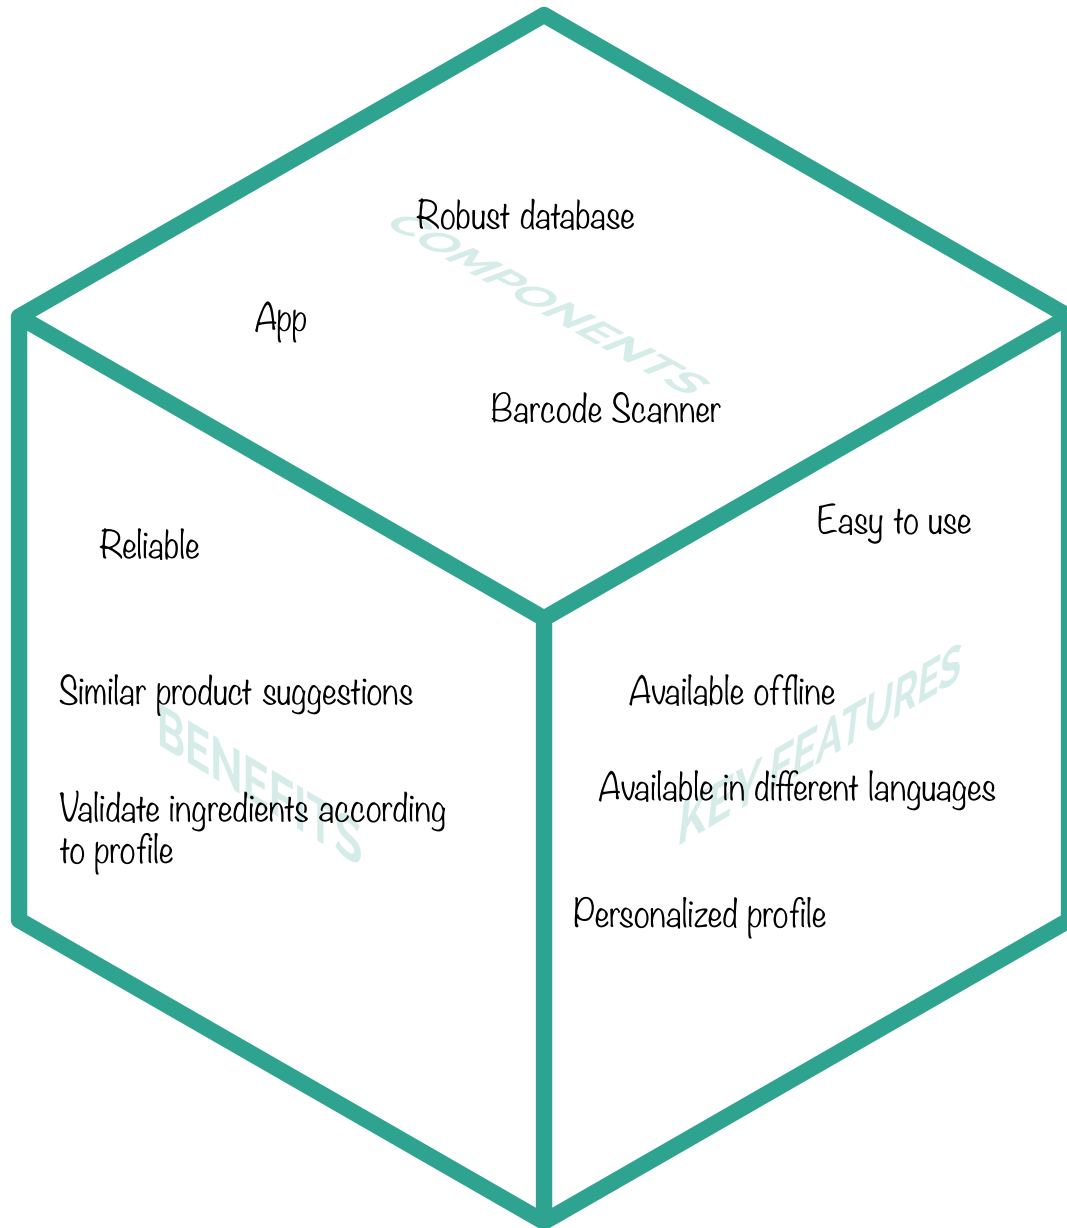 Robust database
COMPONENTS
App
Barcode Scanner
Reliable
Similar product suggestions
BENEFITS
Validate ingredients according
to profile
Easy to use
Available offline
KEY FEATURES
Available in different languages
Personalized profile